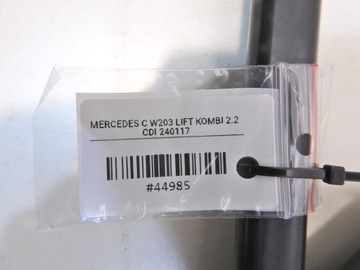 MERCEDES C W203 LIFT KOMBI 2.2
CDI 240117
#44985